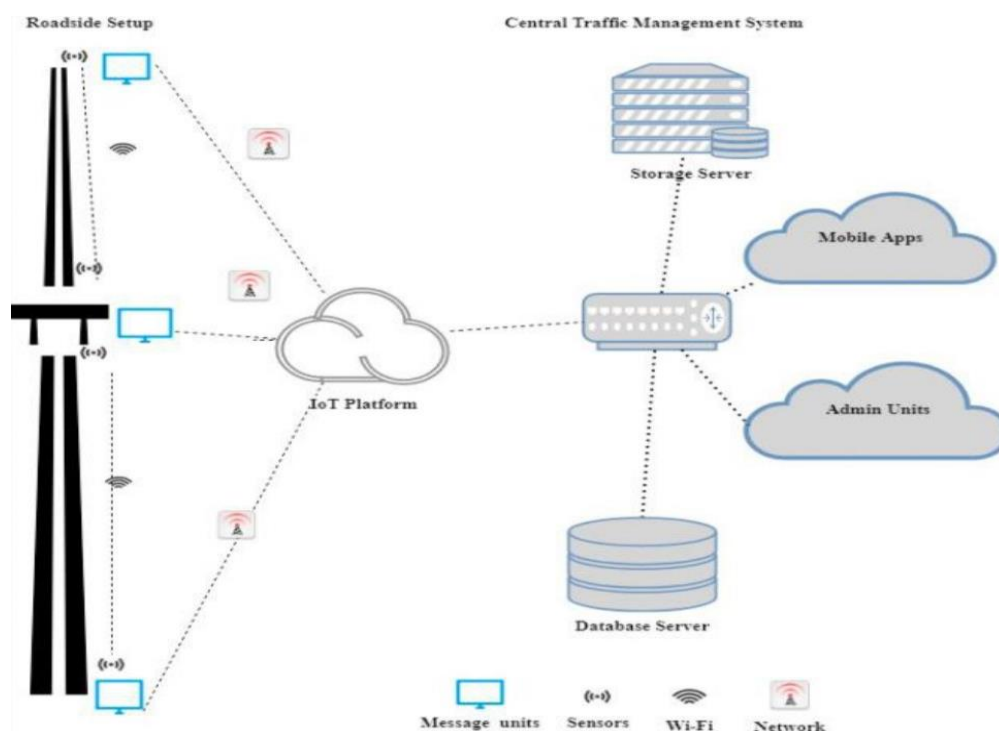 Roadside Setup
Central Traffic Management System
Storage Server
Mobile Apps
IoT Platform
Admin Units
Database Server
Message units
Sensors
Wi-Fi
Network